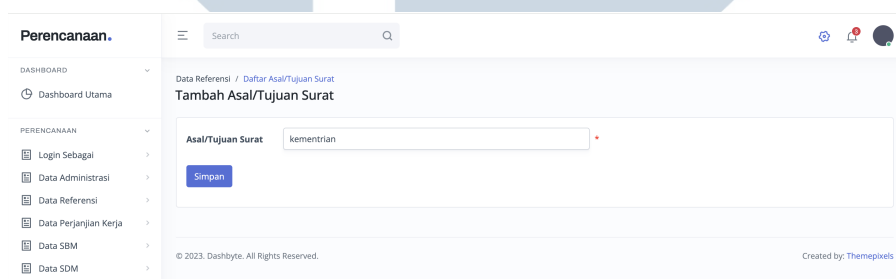 Perencanaan.
Search
3
DASHBOARD
Dashboard Utama
PERENCANAAN
Login Sebagai
Data Administrasi
Data Referensi
Data Perjanjian Kerja
Data SBM
Data SDM
Data Referensi / Daftar Asal/Tujuan Surat
Tambah Asal/Tujuan Surat
Asal/Tujuan Surat kementrian *
Simpan
© 2023. Dashbyte. All Rights Reserved.
Created by: Themepixels